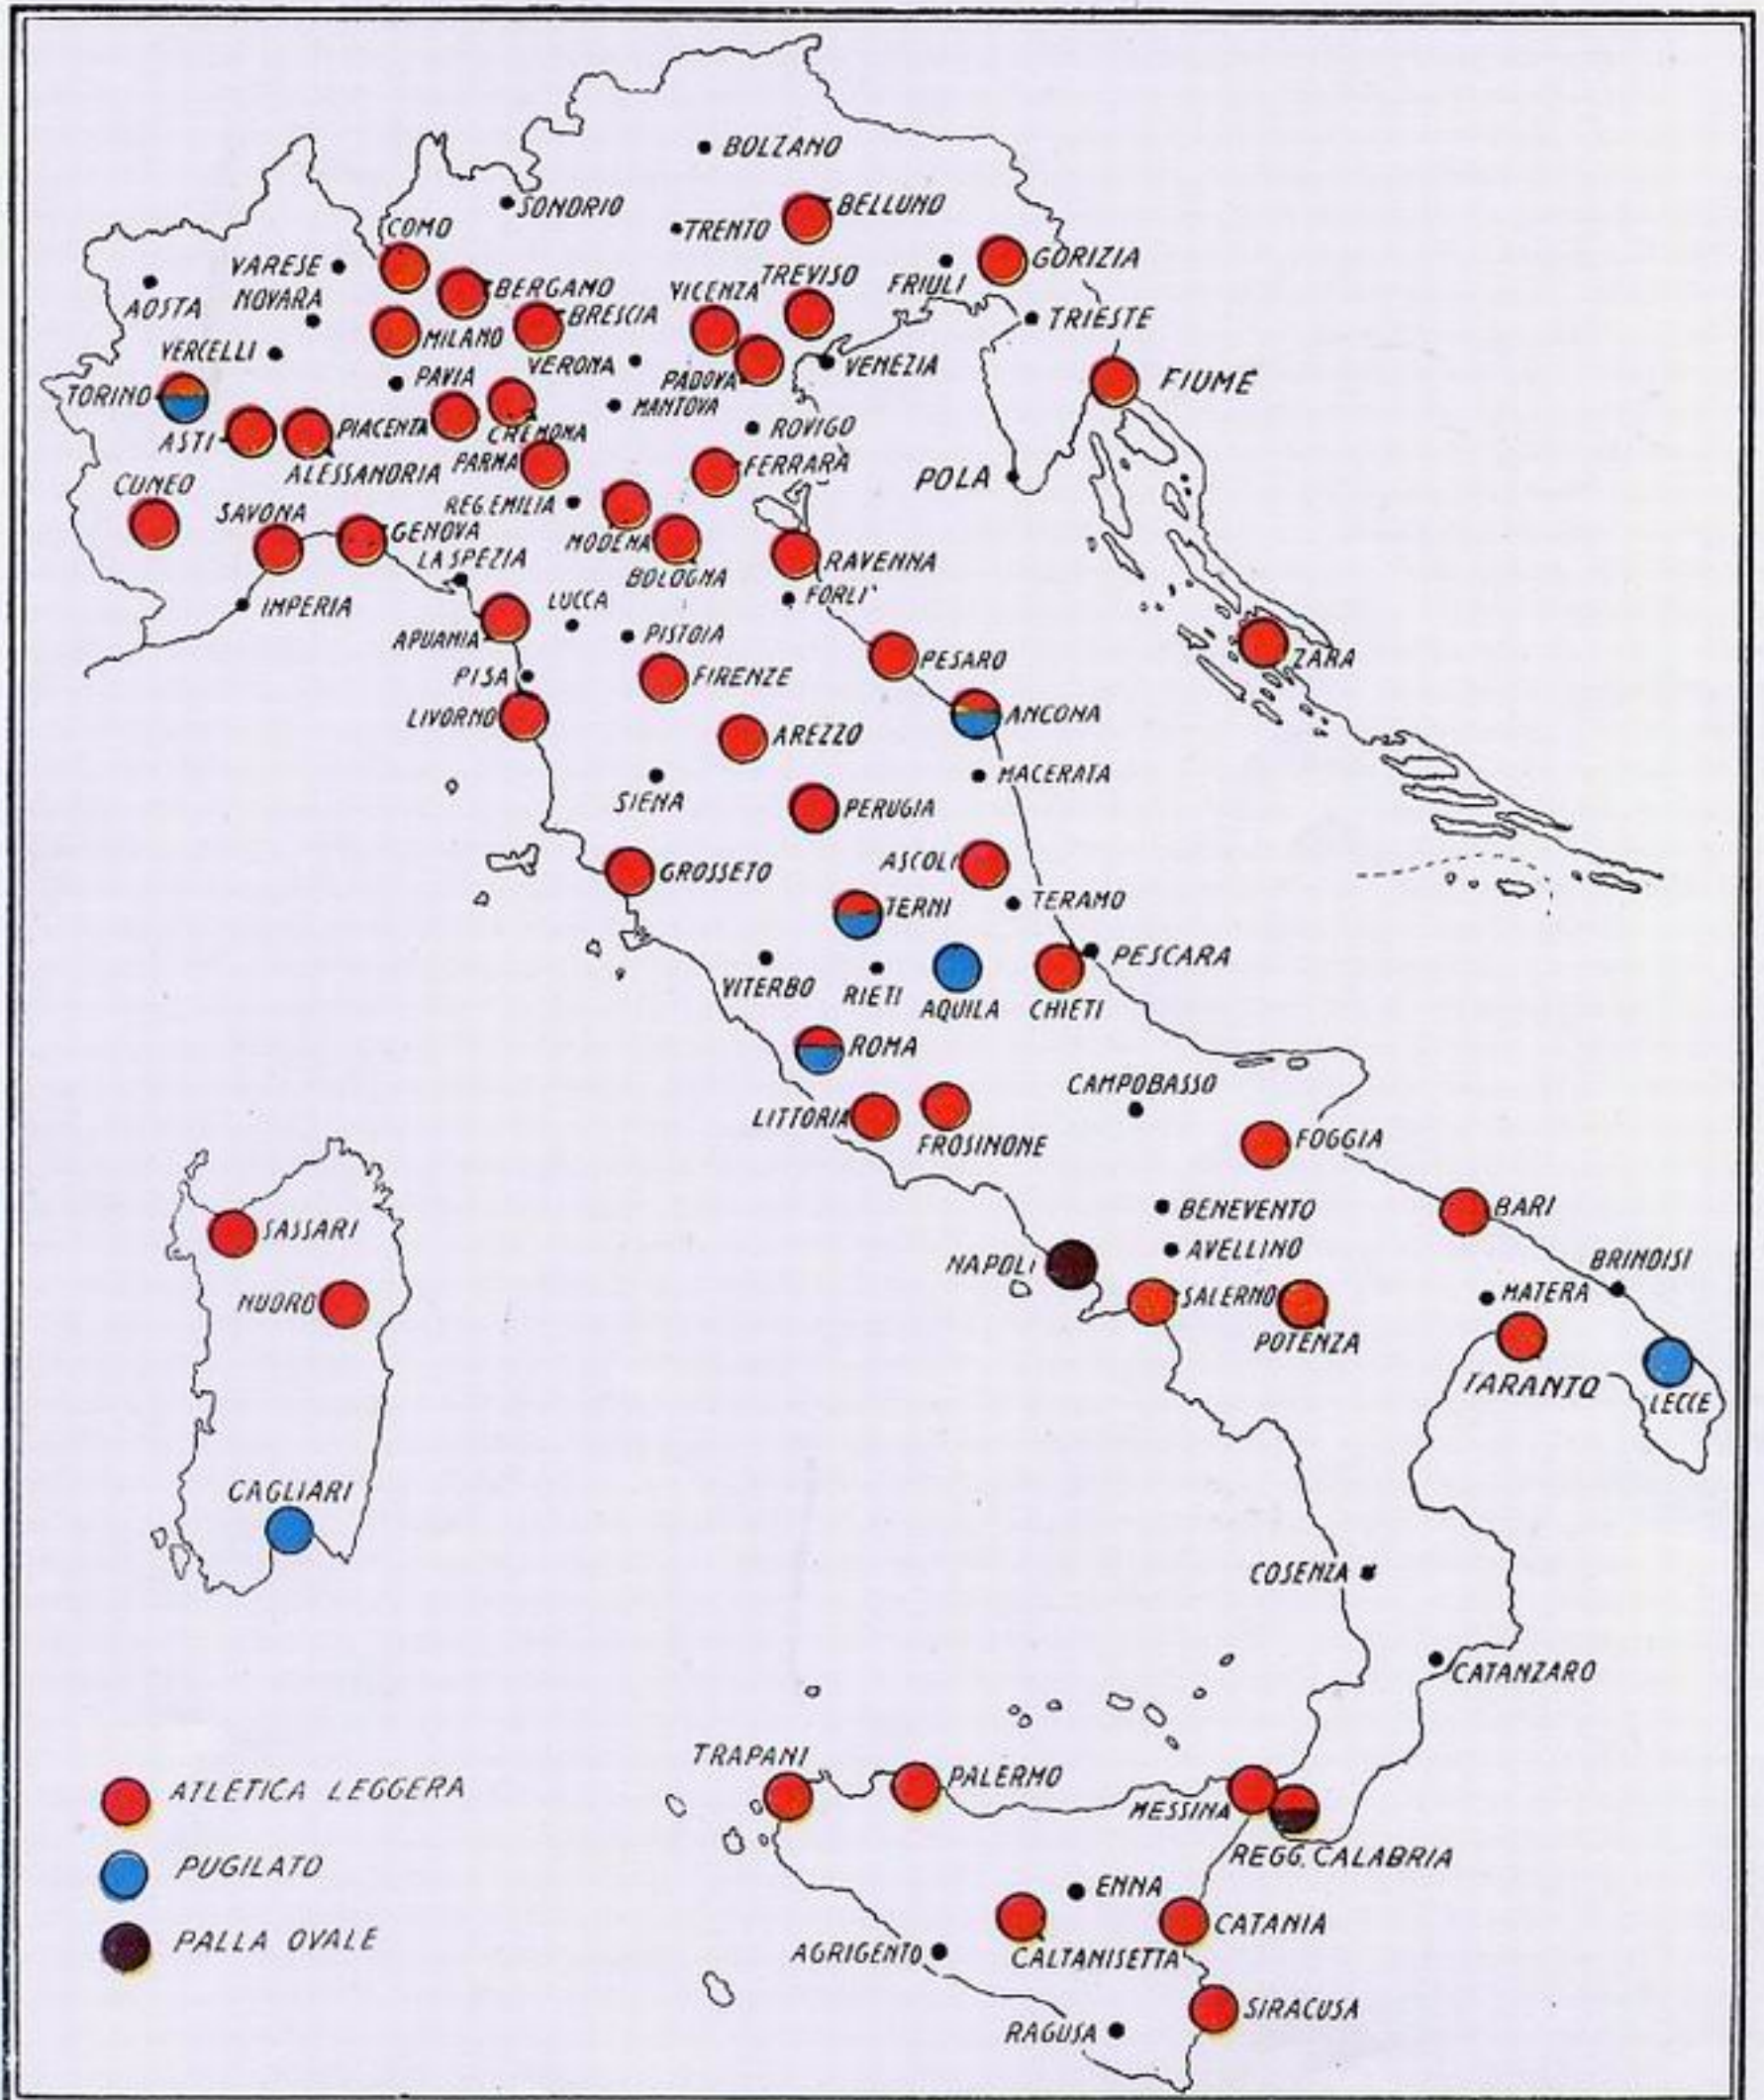 BOLZANO
SONDRIO
BELLUNO
COMO
TRENTO
GORIZIA
VARESE
FRIULI
TREVISO
AOSTA
NOVARA
BERGAMO
VICENZA
BRESCIA
TRIESTE
MILANO
VERCELLI
VERONA
PADOVA
VENEZIA
PAVIA
FIUME
TORINO
MANTOVA
PIACENTA
CREMONA
ROVIGO
ASTI
ALESSANDRIA
PARMA
FERRARA
POLA
CUNEO
REG.EMILIA
SAVONA
GENOVA
MODENA
LA SPEZIA
BOLOGNA
RAVENNA
IMPERIA
LUCCA
FORLI'
APUANIA
PISTOIA
PESARO
ZARA
PISA
FIRENZE
LIVORNO
ANCONA
AREZZO
MACERATA
SIENA
PERUGIA
GROSSETO
ASCOLI
TERNI
TERAMO
PESCARA
VITERBO
RIETI
AQUILA
CHIETI
ROMA
CAMPOBASSO
LITTORIA
FROSINONE
FOGGIA
SASSARI
BENEVENTO
BARI
AVELLINO
NAPOLI
BRINDISI
NUORO
SALERNO
MATERA
POTENZA
TARANTO
LECCE
CAGLIARI
COSENZA
CATANZARO
TRAPANI
PALERMO
MESSINA
REGG. CALABRIA
ENNA
CATANIA
AGRIGENTO
CALTANISETTA
SIRACUSA
RAGUSA
ATLETICA LEGGERA
PUGILATO
PALLA OVALE